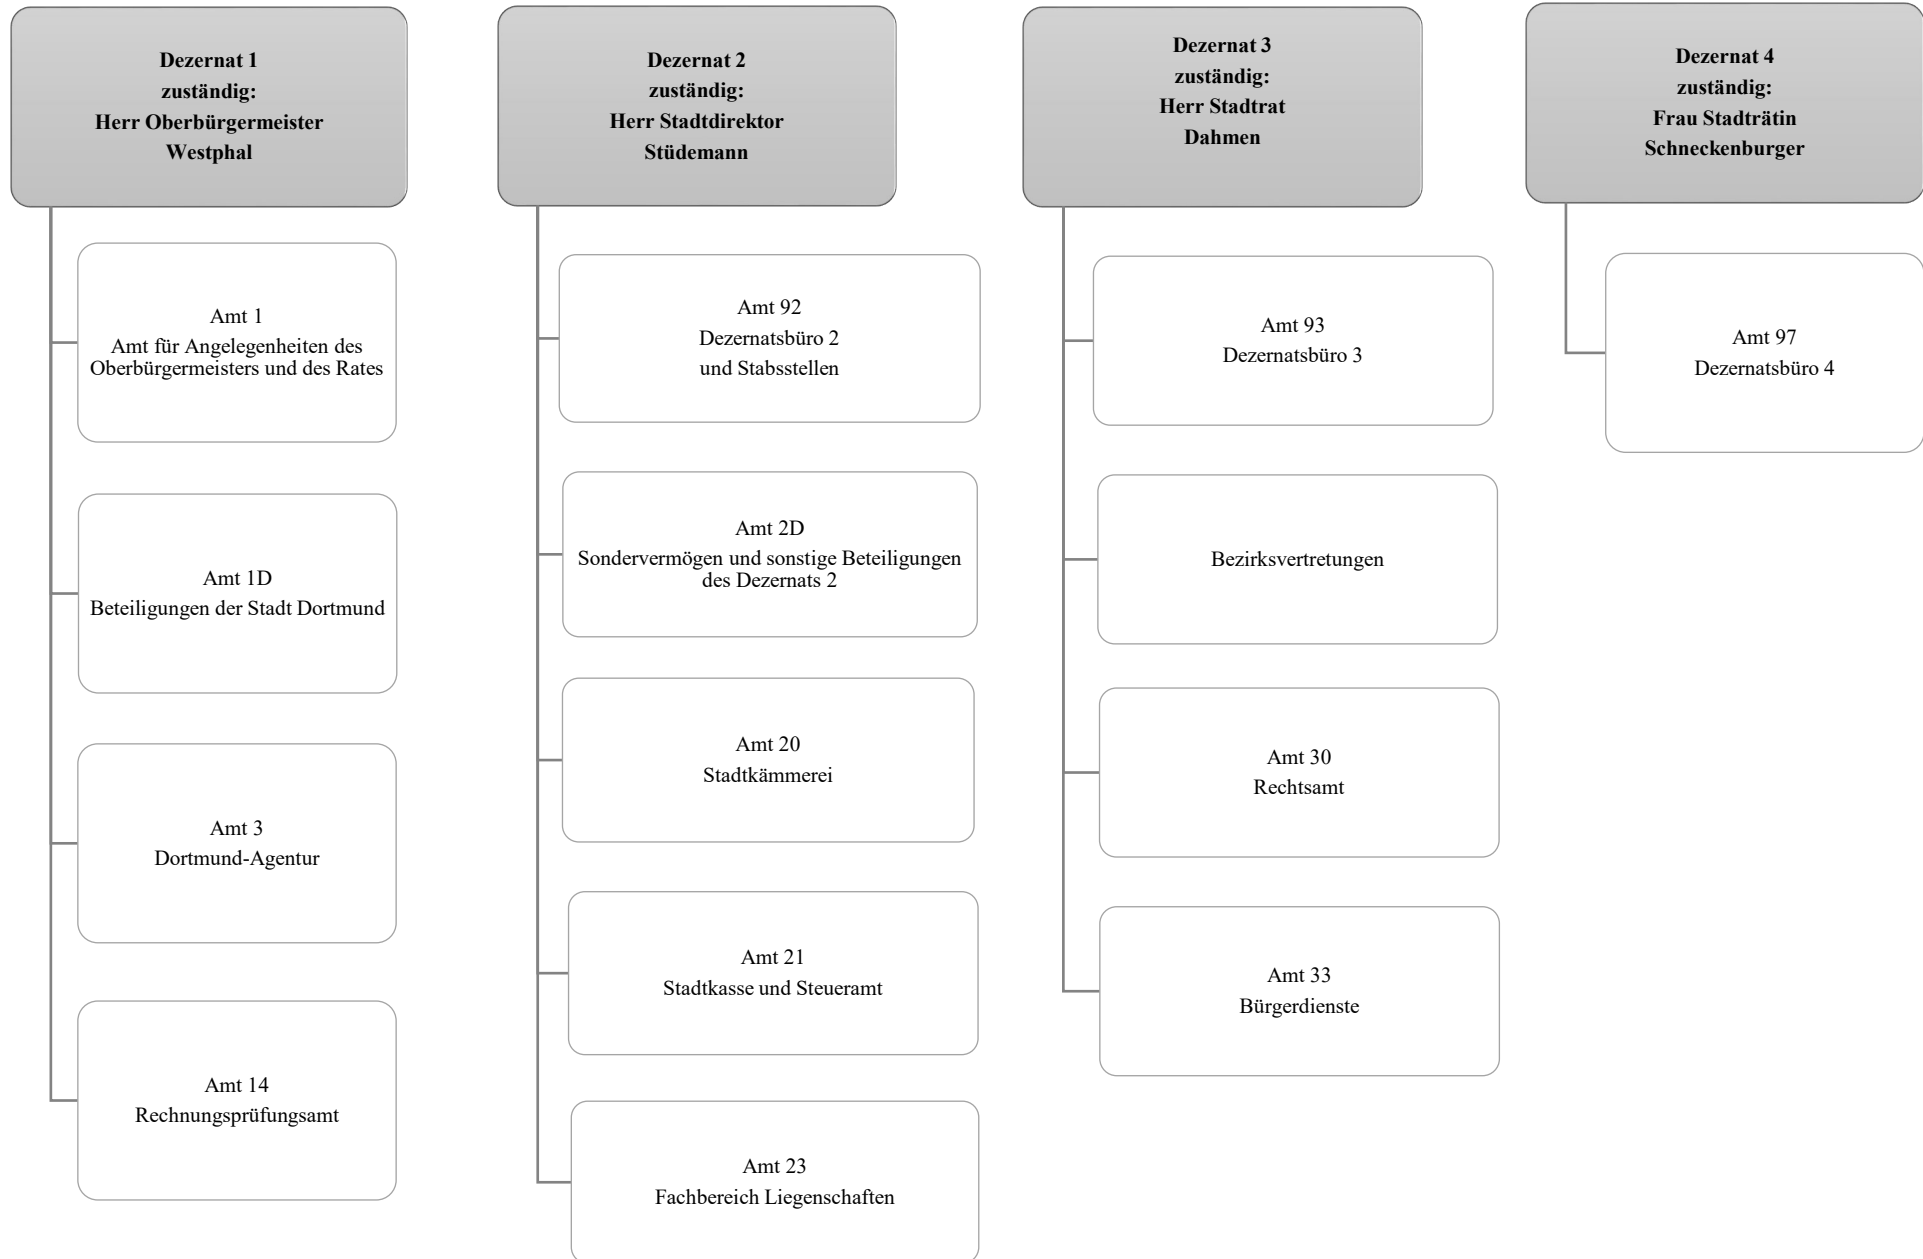 Dezernat 1
zuständig:
Herr Oberbürgermeister
Westphal
Amt 1
Amt für Angelegenheiten des
Oberbürgermeisters und des Rates
Amt 1D
Beteiligungen der Stadt Dortmund
Amt 3
Dortmund-Agentur
Amt 14
Rechnungsprüfungsamt
Dezernat 2
zuständig:
Herr Stadtdirektor
Stüdemann
Amt 92
Dezernatsbüro 2
und Stabsstellen
Amt 2D
Sondervermögen und sonstige Beteiligungen
des Dezernats 2
Amt 20
Stadtkämmerei
Amt 21
Stadtkasse und Steueramt
Amt 23
Fachbereich Liegenschaften
Dezernat 3
zuständig:
Herr Stadtrat
Dahmen
Amt 93
Dezernatsbüro 3
Bezirksvertretungen
Amt 30
Rechtsamt
Amt 33
Bürgerdienste
Dezernat 4
zuständig:
Frau Stadträtin
Schneckenburger
Amt 97
Dezernatsbüro 4